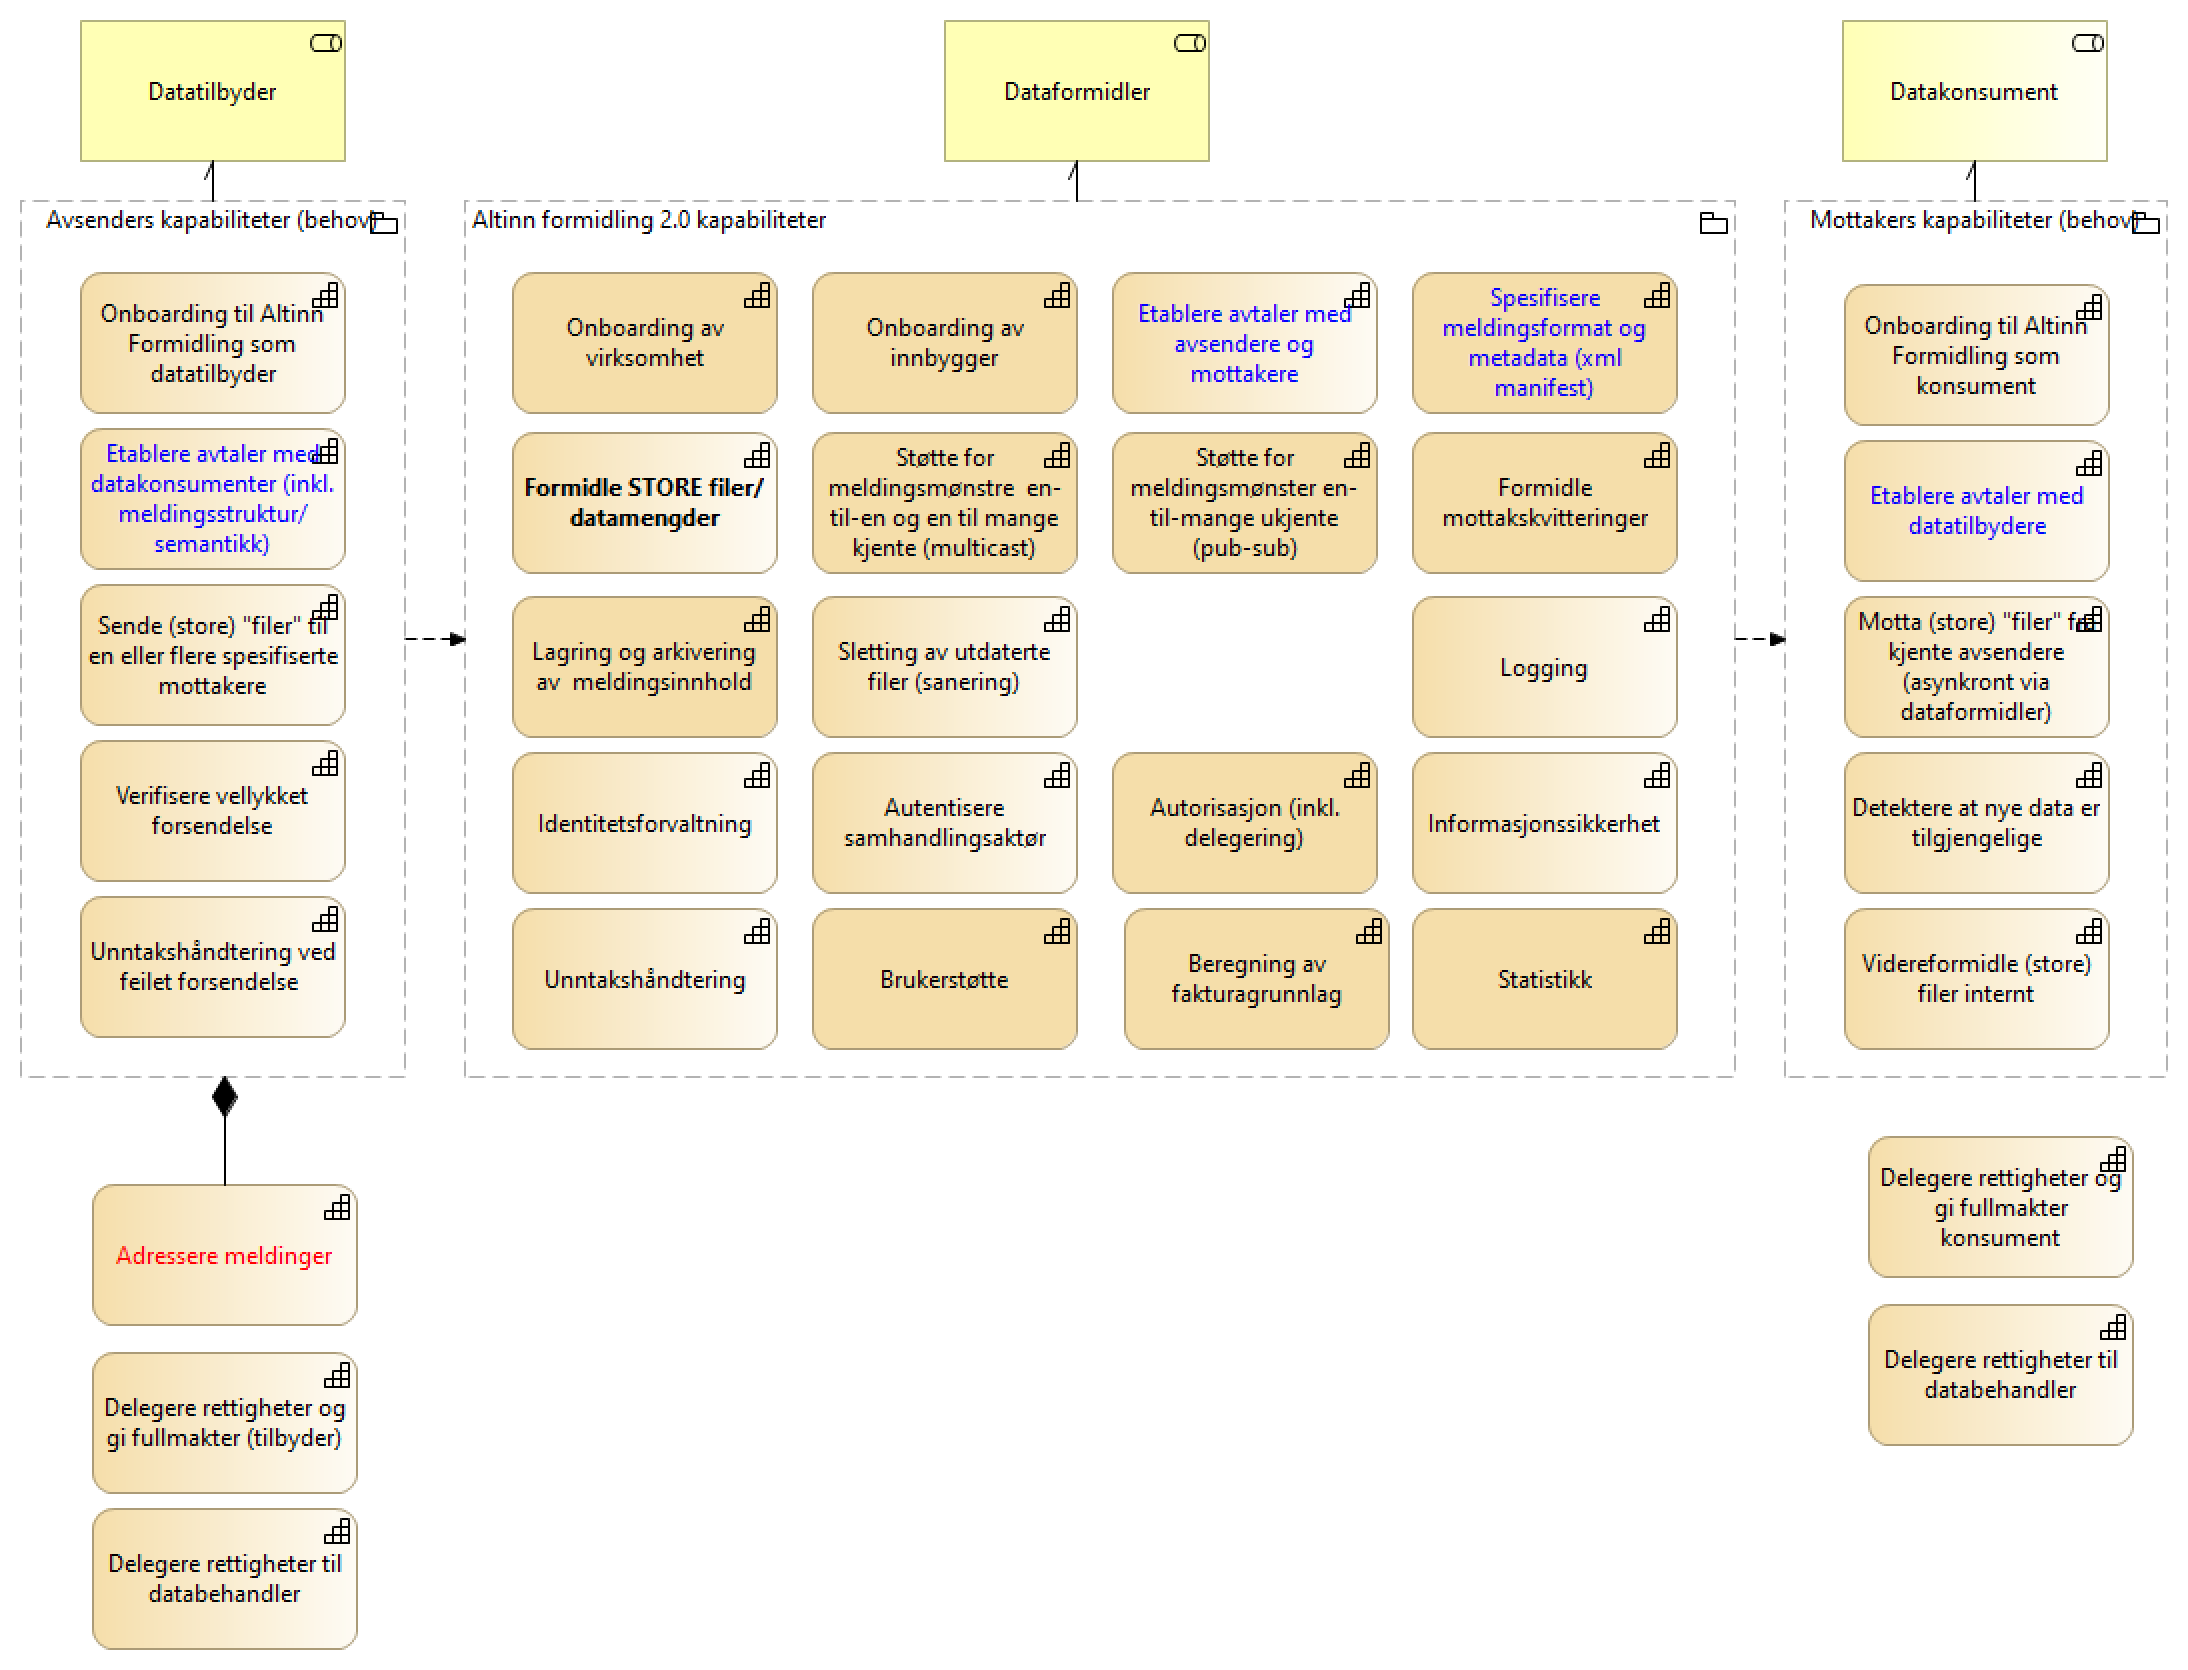 Datatilbyder
Dataformidler
Datakonsument
Avsenders kapabiliteter (behov)
Onboarding til Altinn
Formidling som
datatilbyder
Etablere avtaler med
datakonsumenter (inkl.
meldingsstruktur/
semantikk)
Sende (store) "filer" til
en eller flere spesifiserte
mottakere
Verifisere vellykket
forsendelse
Unntakshåndtering ved
feilet forsendelse
Altinn formidling 2.0 kapabiliteter
Onboarding av
virksomhet
Onboarding av
innbygger
Etablere avtaler med
avsendere og
mottakere
Spesifisere
meldingsformat og
metadata (xml
manifest)
Formidle STORE filer/
datamengder
Støtte for
meldingsmønstre  en-
til-en og en til mange
kjente (multicast)
Støtte for
meldingsmønster en-
til-mange ukjente
(pub-sub)
Formidle
mottakskvitteringer
Lagring og arkivering
av  meldingsinnhold
Sletting av utdaterte
filer (sanering)
Logging
Identitetsforvaltning
Autentisere
samhandlingsaktør
Autorisasjon (inkl.
delegering)
Informasjonssikkerhet
Unntakshåndtering
Brukerstøtte
Beregning av
fakturagrunnlag
Statistikk
Mottakers kapabiliteter (behov)
Onboarding til Altinn
Formidling som
konsument
Etablere avtaler med
datatilbydere
Motta (store) "filer" fra
kjente avsendere
(asynkront via
dataformidler)
Detektere at nye data er
tilgjengelige
Videreformidle (store)
filer internt
Adressere meldinger
Delegere rettigheter og
gi fullmakter (tilbyder)
Delegere rettigheter til
databehandler
Delegere rettigheter og
gi fullmakter
konsument
Delegere rettigheter til
databehandler